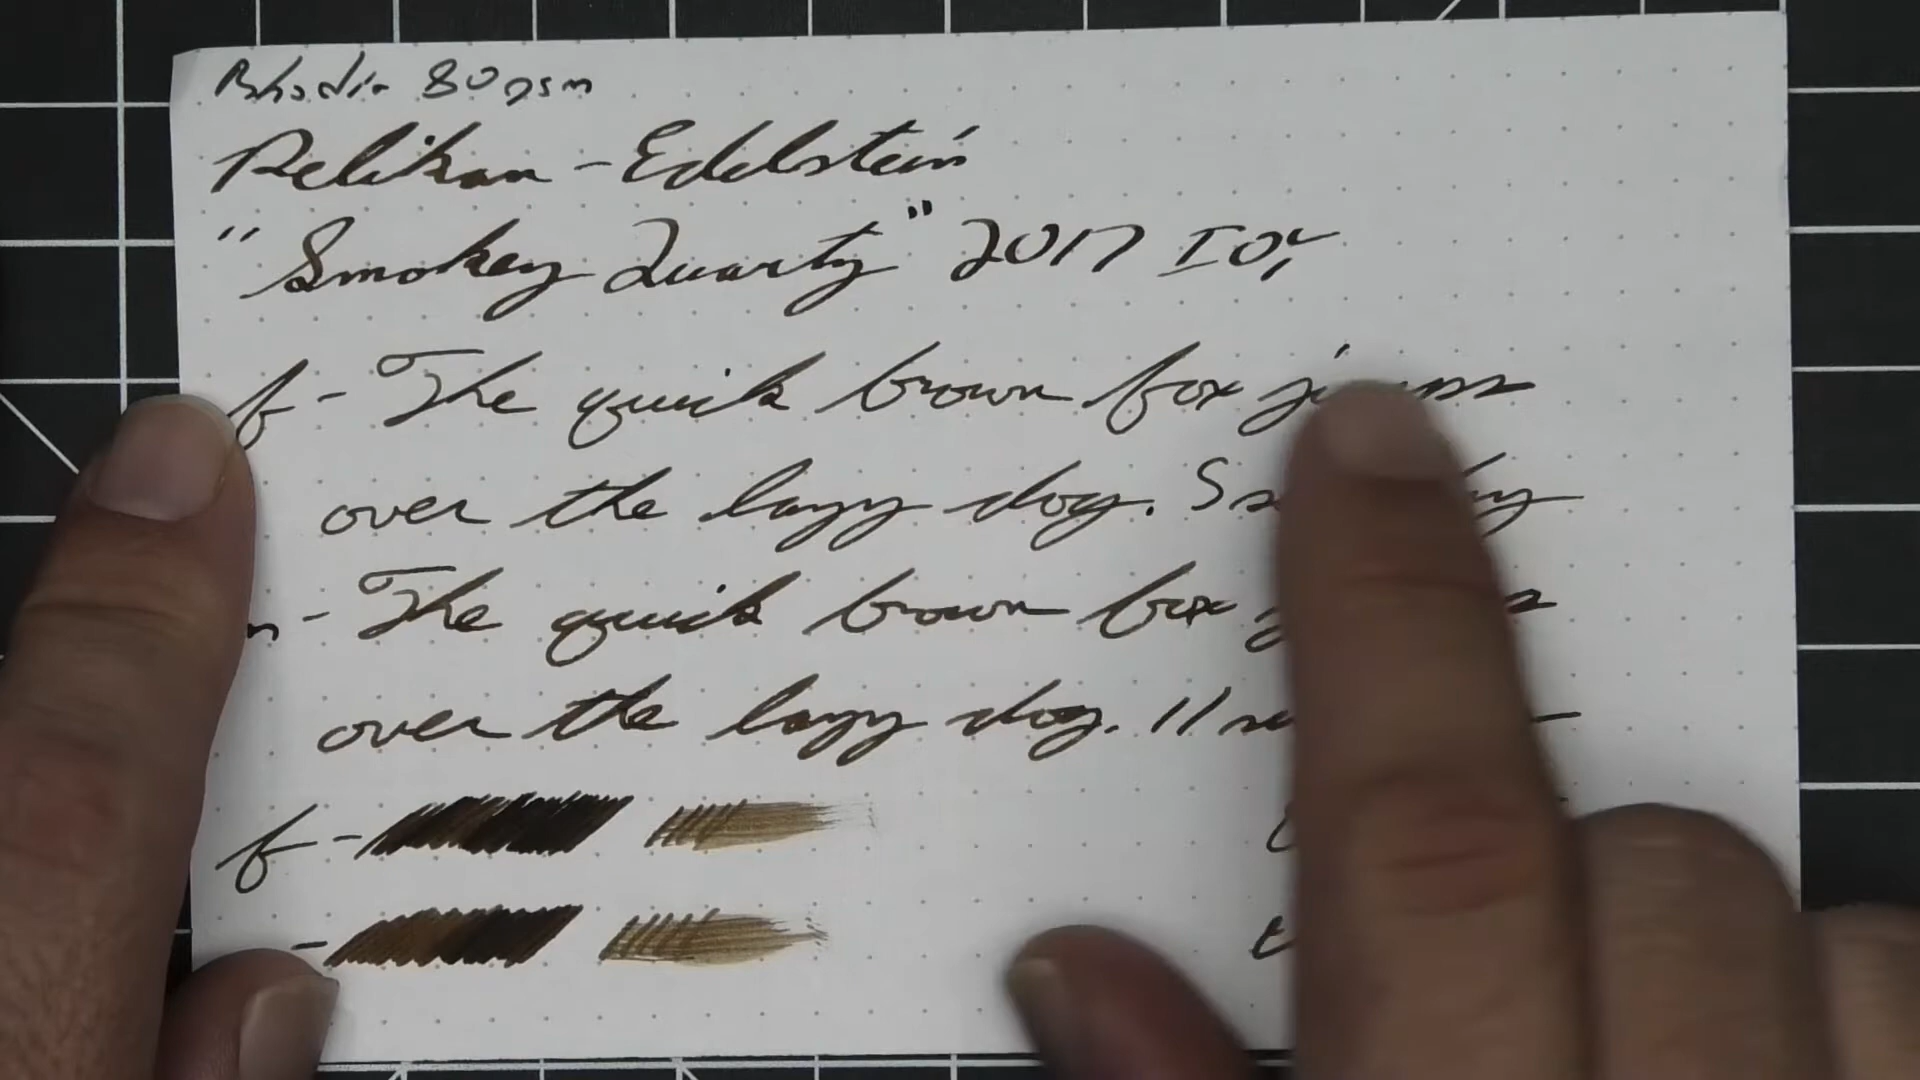 Rhodia 80gsm
Pelikan - Edelstein
"Smokey Quartz" 2017 IOY
f - The quick brown fox
over the lazy dog.
m - The quick brown fox
over the lazy dog. 11
f -
-